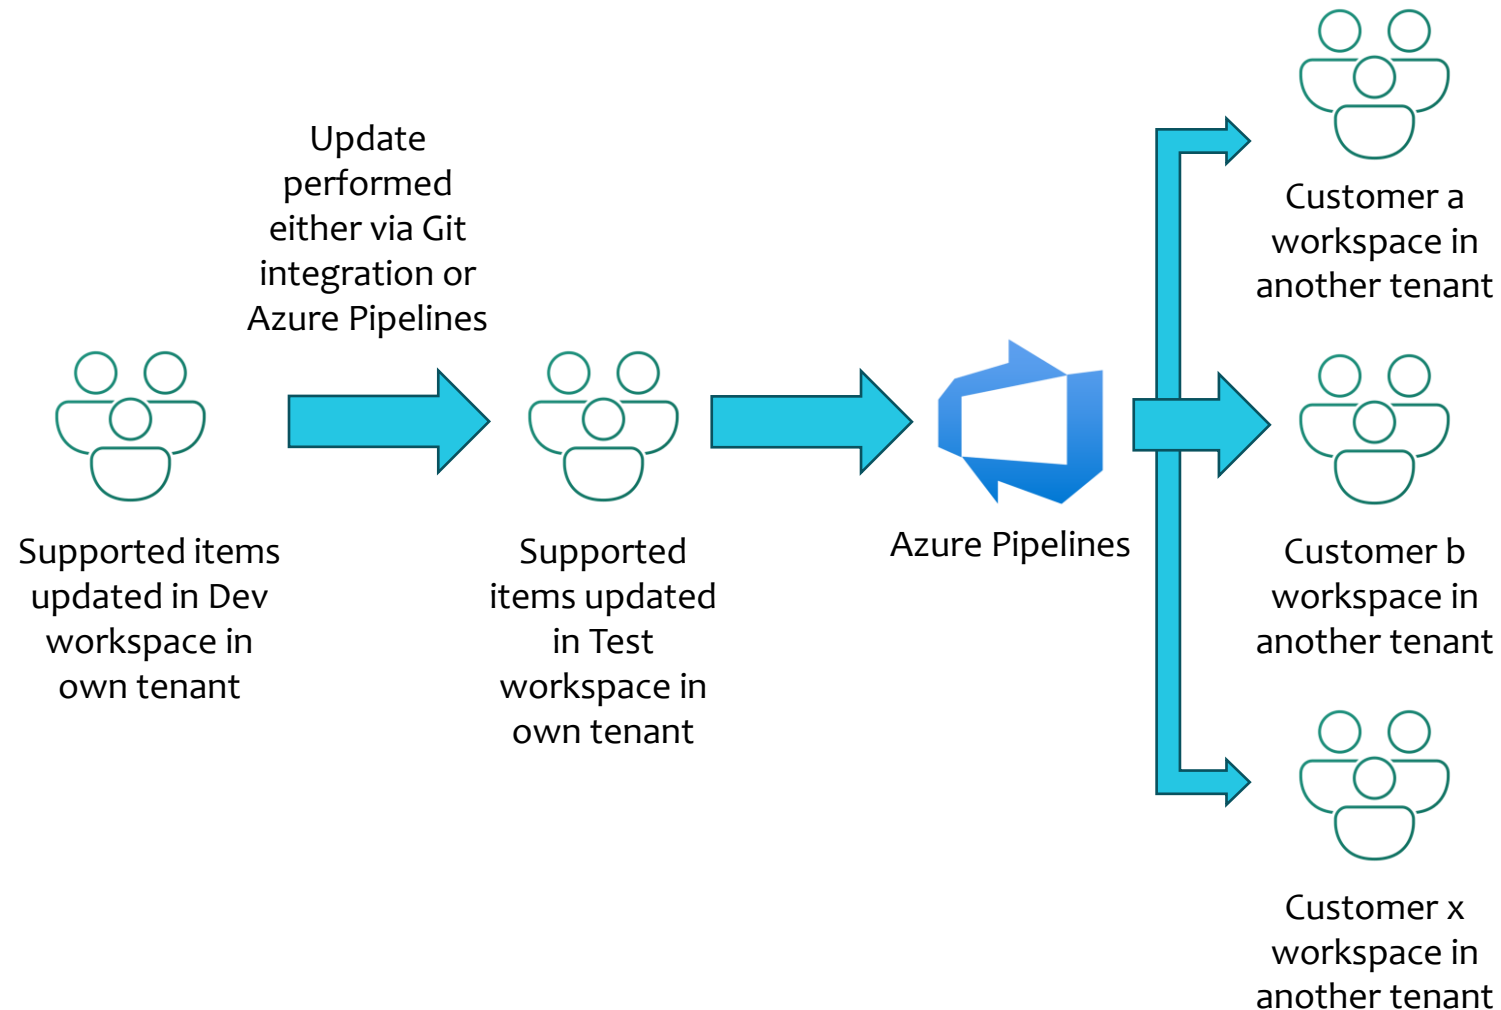 Update
performed
either via Git
integration or
Azure Pipelines
Supported items
updated in Dev
workspace in
own tenant
Supported
items updated
in Test
workspace in
own tenant
Azure Pipelines
Customer a
workspace in
another tenant
Customer b
workspace in
another tenant
Customer x
workspace in
another tenant